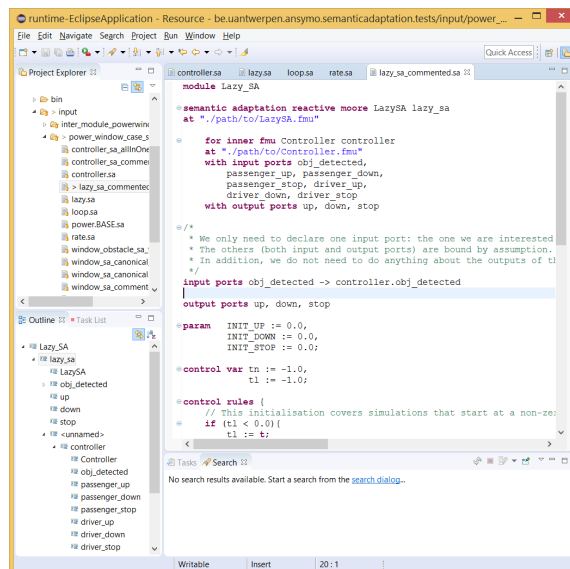 runtime-EclipseApplication - Resource - be.uantwerpen.ansymo.semanticadaptation.tests/input/power_...
File Edit Navigate Search Project Run Window Help
Quick Access
Project Explorer
bin
> input
inter_module_powerwind
> power_window_case_s
controller_sa_allInOne
controller_sa_commen
controller.sa
> lazy_sa_commented
lazy.sa
loop.sa
power.BASE.sa
rate.sa
window_obstacle_sa_
window_sa_canonical_
window_sa_canonical
window_sa_comment
Outline Task List
Lazy_SA
lazy_sa
LazySA
obj_detected
up
down
stop
<unnamed>
controller
Controller
obj_detected
passenger_up
passenger_down
passenger_stop
driver_up
driver_down
driver_stop
controller.sa lazy.sa loop.sa rate.sa lazy_sa_commented.sa
module Lazy_SA
semantic adaptation reactive moore LazySA lazy_sa
at "./path/to/LazySA.fmu"
for inner fmu Controller controller
at "./path/to/Controller.fmu"
with input ports obj_detected,
passenger_up, passenger_down,
passenger_stop, driver_up,
driver_down, driver_stop
with output ports up, down, stop
/*
* We only need to declare one input port: the one we are interested
* The others (both input and output ports) are bound by assumption.
* In addition, we do not need to do anything about the outputs of th
*/
input ports obj_detected -> controller.obj_detected
output ports up, down, stop
param INIT_UP := 0.0,
INIT_DOWN := 0.0,
INIT_STOP := 0.0;
control var tn := -1.0,
tl := -1.0;
control rules {
// This initialisation covers simulations that start at a non-ze
if (tl < 0.0){
tl := t;
Tasks Search
No search results available. Start a search from the search dialog...
Writable Insert 20 : 1